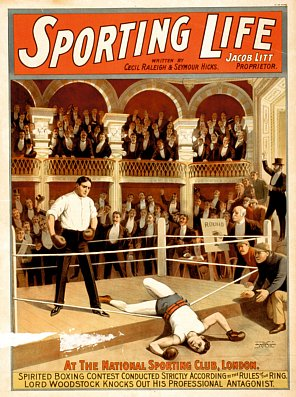 SPORTING LIFE
WRITTEN BY
CECIL RALEIGH & SEYMOUR HICKS.
JACOB LITT
PROPRIETOR.
AT THE NATIONAL SPORTING CLUB, LONDON.
SPIRITED BOXING CONTEST CONDUCTED STRICTLY ACCORDING TO THE RULES OF THE RING.
LORD WOODSTOCK KNOCKS OUT HIS PROFESSIONAL ANTAGONIST.